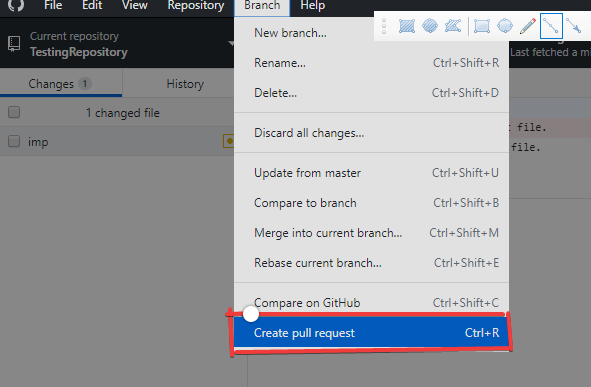 File Edit View Repository Branch Help
Current repository
TestingRepository
Last fetched a mi
Changes 1 History
1 changed file
imp
New branch...
Rename... Ctrl+Shift+R
Delete... Ctrl+Shift+D
Discard all changes...
Update from master Ctrl+Shift+U
Compare to branch Ctrl+Shift+B
Merge into current branch... Ctrl+Shift+M
Rebase current branch... Ctrl+Shift+E
Compare on GitHub Ctrl+Shift+C
Create pull request Ctrl+R
file.
file.